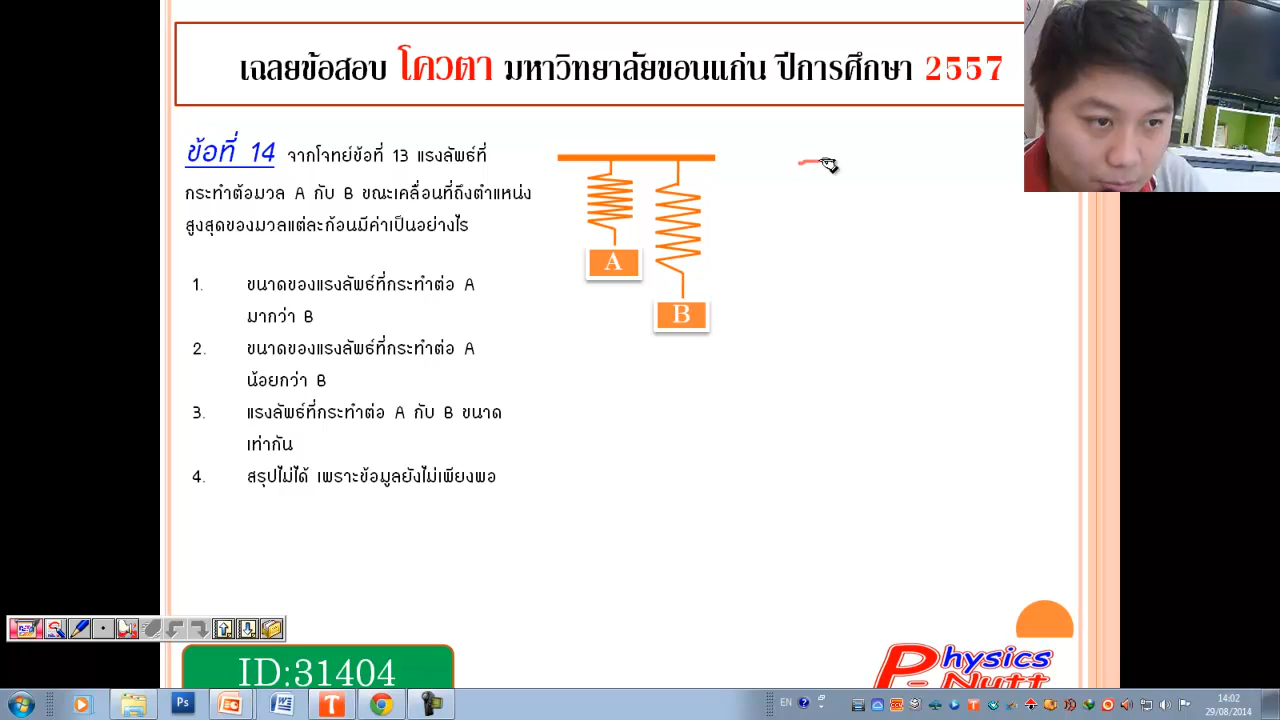 เฉลยข้อสอบ โควตา มหาวิทยาลัยขอนแก่น ปีการศึกษา 2557
ข้อที่ 14 จากโจทย์ข้อที่ 13 แรงลัพธ์ที่
กระทำต่อมวล A กับ B ขณะเคลื่อนที่ถึงตำแหน่ง
สูงสุดของมวลแต่ละก้อนมีค่าเป็นอย่างไร
1. ขนาดของแรงลัพธ์ที่กระทำต่อ A
มากว่า B
2. ขนาดของแรงลัพธ์ที่กระทำต่อ A
น้อยกว่า B
3. แรงลัพธ์ที่กระทำต่อ A กับ B ขนาด
เท่ากัน
4. สรุปไม่ได้ เพราะข้อมูลยังไม่เพียงพอ
A
B
ID:31404
Physics
P-Nutt
EN
14:02
29/08/2014